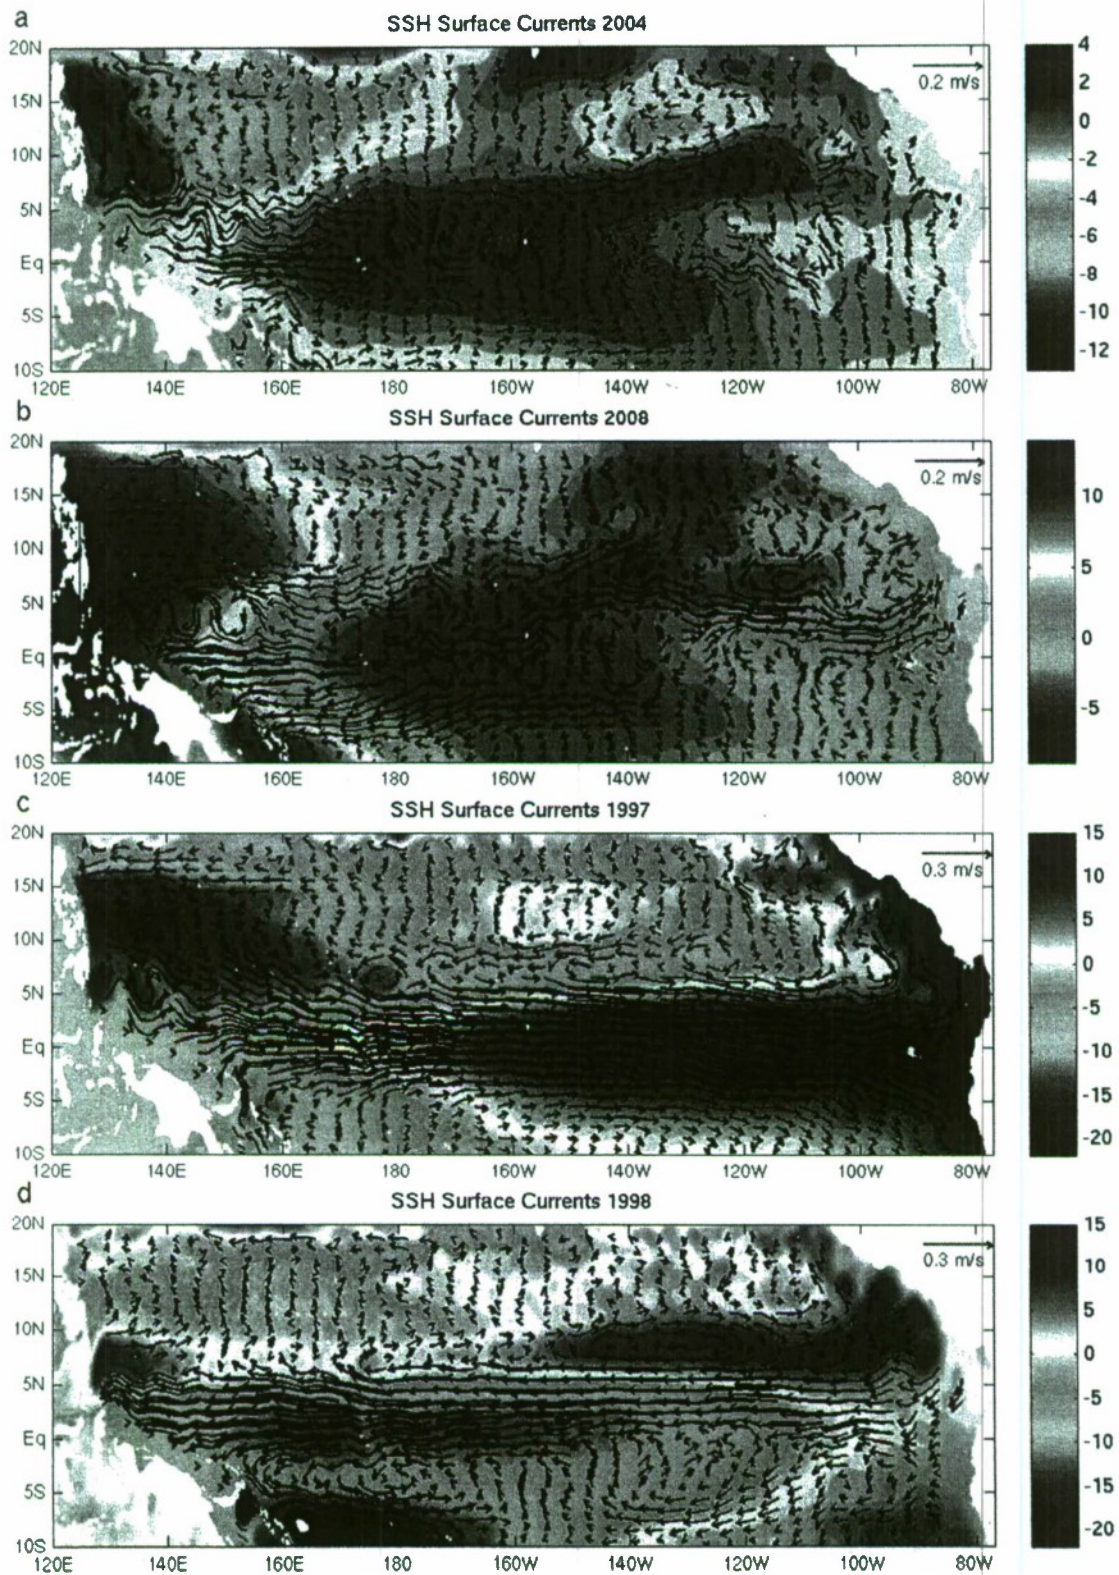 a
SSH Surface Currents 2004
20N
15N
10N
5N
Eq
5S
10S
0.2 m/s
120E 140E 160E 180 160W 140W 120W 100W 80W
4
2
0
-2
-4
-6
-8
-10
-12
b
SSH Surface Currents 2008
20N
15N
10N
5N
Eq
5S
10S
0.2 m/s
120E 140E 160E 180 160W 140W 120W 100W 80W
10
5
0
-5
c
SSH Surface Currents 1997
20N
15N
10N
5N
Eq
5S
10S
0.3 m/s
120E 140E 160E 180 160W 140W 120W 100W 80W
15
10
5
0
-5
-10
-15
-20
d
SSH Surface Currents 1998
20N
15N
10N
5N
Eq
5S
10S
0.3 m/s
120E 140E 160E 180 160W 140W 120W 100W 80W
15
10
5
0
-5
-10
-15
-20